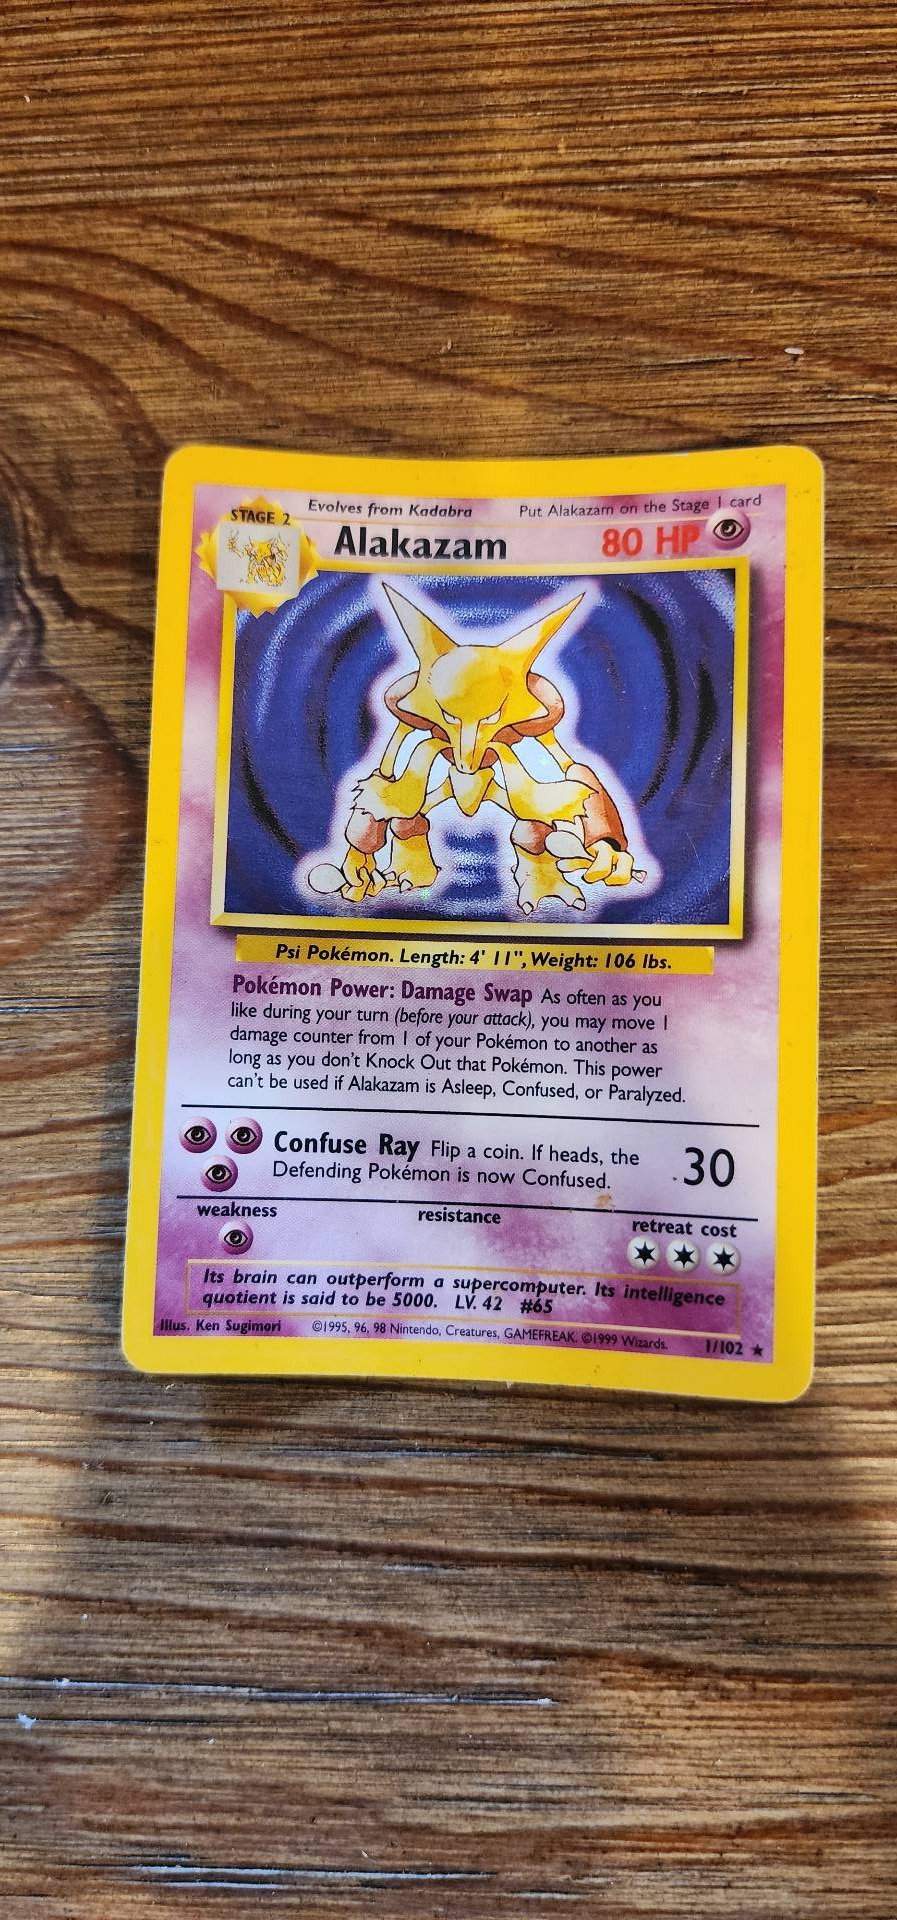 Evolves from Kadabra Put Alakazam on the Stage 1 card
STAGE 2
Alakazam 80 HP
Psi Pokémon. Length: 4' 11", Weight: 106 lbs.
Pokémon Power: Damage Swap As often as you
like during your turn (before your attack), you may move 1
damage counter from 1 of your Pokémon to another as
long as you don't Knock Out that Pokémon. This power
can't be used if Alakazam is Asleep, Confused, or Paralyzed.
Confuse Ray Flip a coin. If heads, the
Defending Pokémon is now Confused.
30
weakness resistance retreat cost
Its brain can outperform a supercomputer. Its intelligence
quotient is said to be 5000. LV. 42 #65
Illus. Ken Sugimori ©1995, 96, 98 Nintendo, Creatures, GAMEFREAK. ©1999 Wizards. 1/102 ★